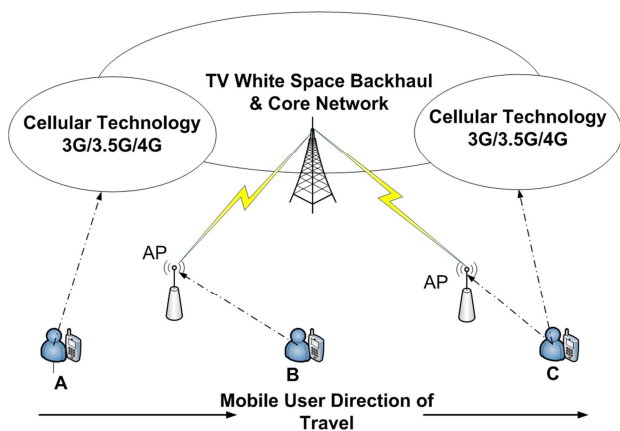 TV White Space Backhaul
& Core Network
Cellular Technology
3G/3.5G/4G
Cellular Technology
3G/3.5G/4G
AP
AP
A
B
C
Mobile User Direction of
Travel